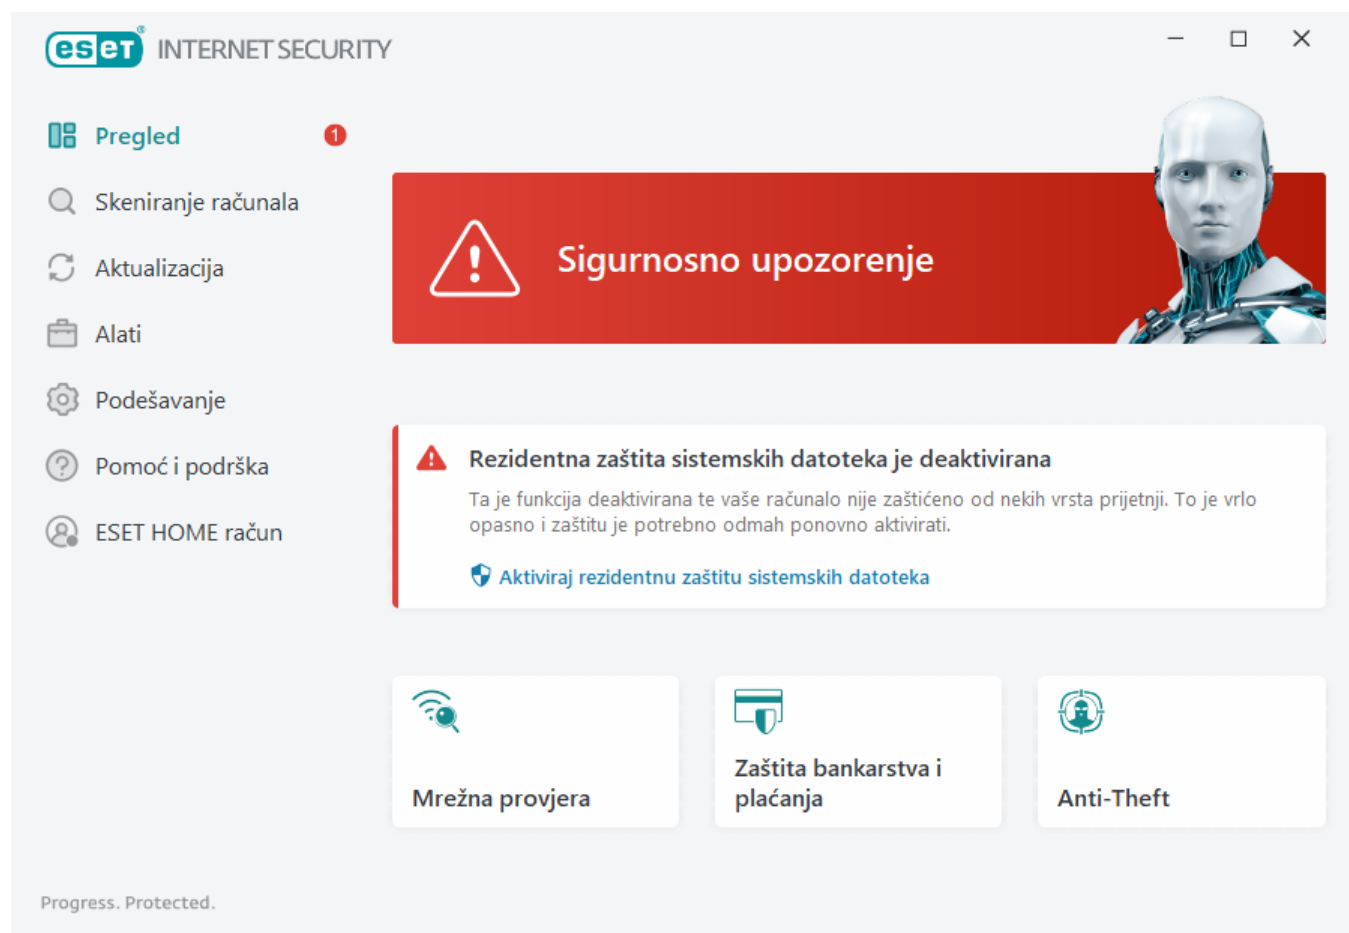 eset® INTERNET SECURITY
Pregled 1
Skeniranje računala
Aktualizacija
Alati
Podešavanje
Pomoć i podrška
ESET HOME račun
Sigurnosno upozorenje
Rezidentna zaštita sistemskih datoteka je deaktivirana
Ta je funkcija deaktivirana te vaše računalo nije zaštićeno od nekih vrsta prijetnji. To je vrlo
opasno i zaštitu je potrebno odmah ponovno aktivirati.
Aktiviraj rezidentnu zaštitu sistemskih datoteka
Mrežna provjera
Zaštita bankarstva i
plaćanja
Anti-Theft
Progress. Protected.